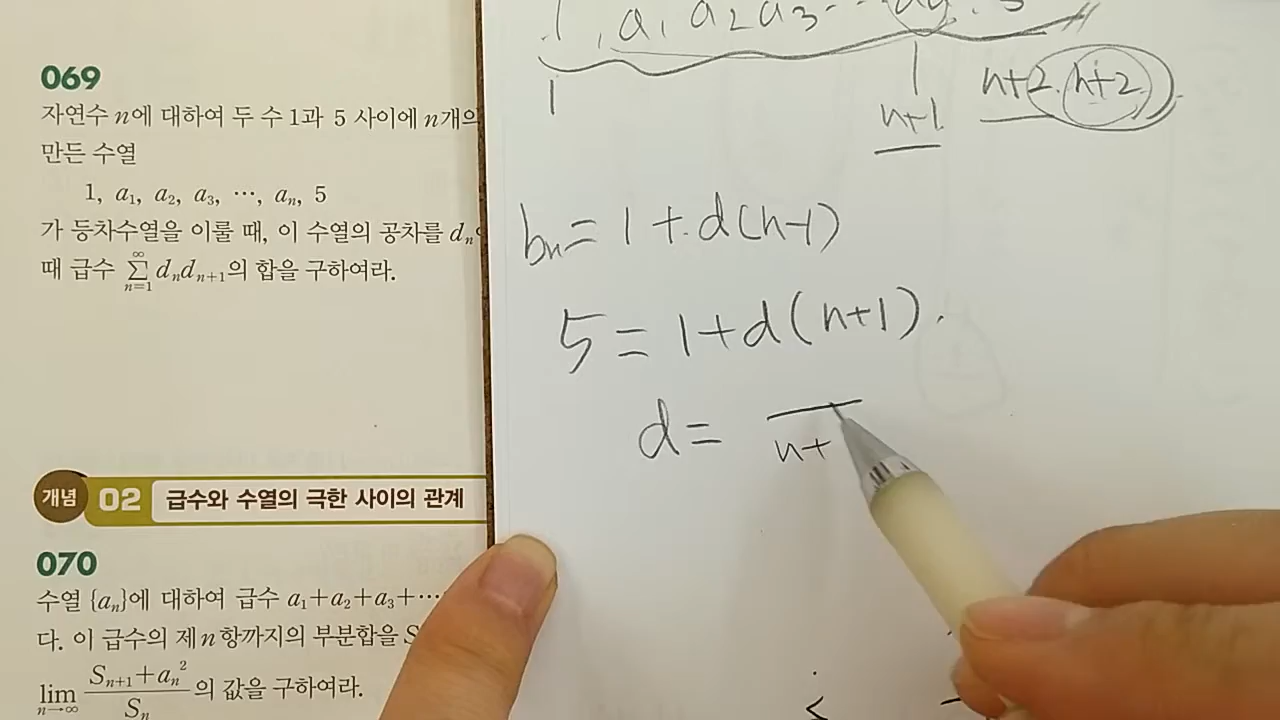 069
자연수 n에 대하여 두 수 1과 5 사이에 n개의
만든 수열
1, a₁, a₂, a₃, ⋯, aₙ, 5
가 등차수열을 이룰 때, 이 수열의 공차를 dₙ
때 급수 ∑ₙ₌₁^∞ dₙdₙ₊₁의 합을 구하여라.
개념 02 급수와 수열의 극한 사이의 관계
070
수열 {aₙ}에 대하여 급수 a₁+a₂+a₃+⋯
다. 이 급수의 제n항까지의 부분합을 S
lim n→∞ (Sₙ₊₁+aₙ²)/Sₙ 의 값을 구하여라.
1, a₁ a₂ a₃ ⋯
1 n+1 n+2. n+2
bₙ = 1 + d(n-1)
5 = 1+d(n+1).
d = n+